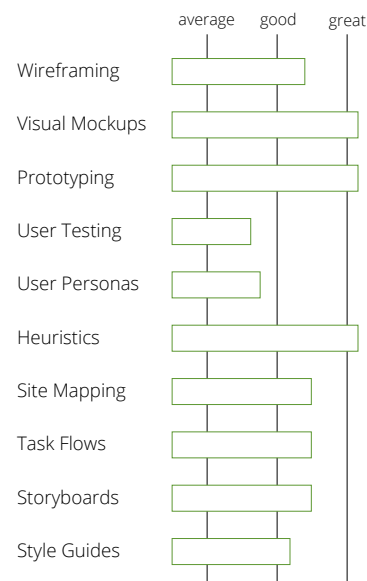 average good great
Wireframing
Visual Mockups
Prototyping
User Testing
User Personas
Heuristics
Site Mapping
Task Flows
Storyboards
Style Guides